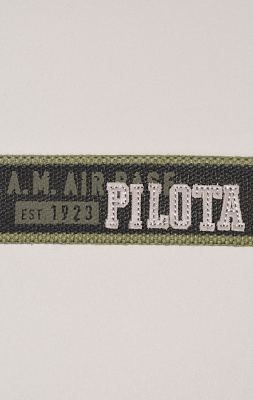 A.M. AIR BASE
EST. 1923
PILOTA